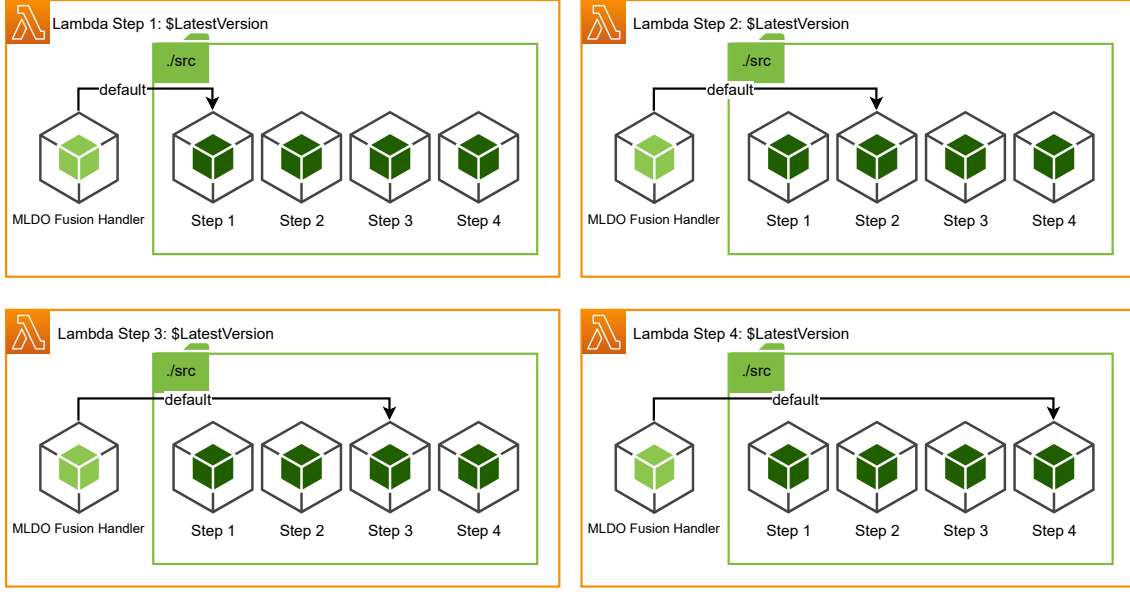 Lambda Step 1: $LatestVersion
./src
default
MLDO Fusion Handler
Step 1
Step 2
Step 3
Step 4
Lambda Step 2: $LatestVersion
./src
default
MLDO Fusion Handler
Step 1
Step 2
Step 3
Step 4
Lambda Step 3: $LatestVersion
./src
default
MLDO Fusion Handler
Step 1
Step 2
Step 3
Step 4
Lambda Step 4: $LatestVersion
./src
default
MLDO Fusion Handler
Step 1
Step 2
Step 3
Step 4